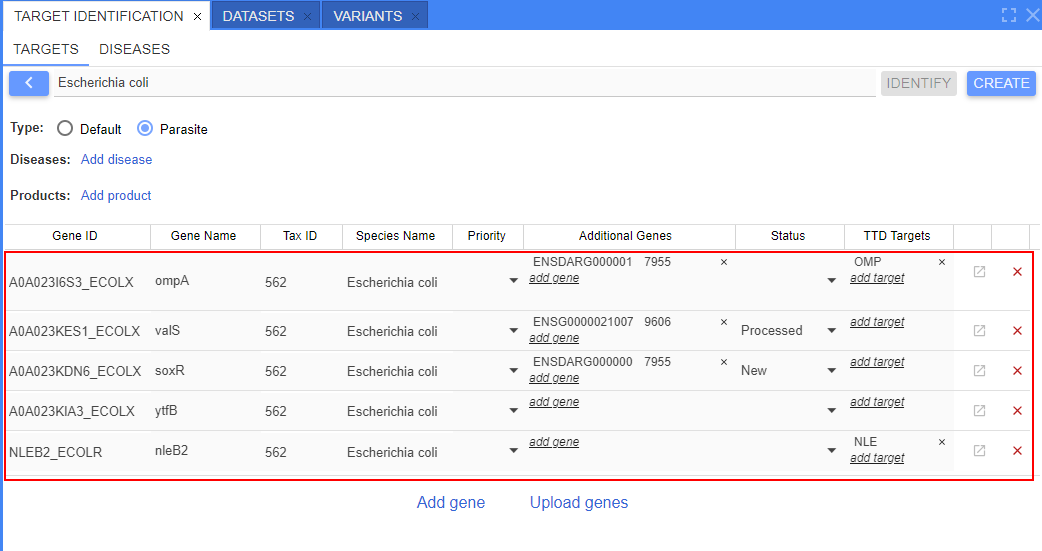 TARGET IDENTIFICATION × DATASETS × VARIANTS ×
TARGETS DISEASES
Escherichia coli IDENTIFY CREATE
Type: Default Parasite
Diseases: Add disease
Products: Add product
Gene ID Gene Name Tax ID Species Name Priority Additional Genes Status TTD Targets
A0A023I6S3_ECOLX ompA 562 Escherichia coli ENSDARG000001 7955 × add gene OMP × add target
A0A023KES1_ECOLX valS 562 Escherichia coli ENSG0000021007 9606 × add gene Processed add target
A0A023KDN6_ECOLX soxR 562 Escherichia coli ENSDARG000000 7955 × add gene New add target
A0A023KIA3_ECOLX ytfB 562 Escherichia coli add gene add target
NLEB2_ECOLR nleB2 562 Escherichia coli add gene NLE × add target
Add gene Upload genes